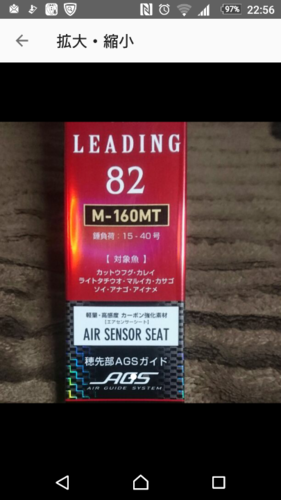 97% 22:56
拡大・縮小
LEADING
82
M-160MT
錘負荷：15-40号
【対象魚】
カットウフグ・カレイ
ライトタチウオ・マルイカ・カサゴ
ソイ・アナゴ・アイナメ
軽量・高感度 カーボン強化素材
[エアセンサーシート]
AIR SENSOR SEAT
穂先部AGSガイド
AGS
AIR GUIDE SYSTEM